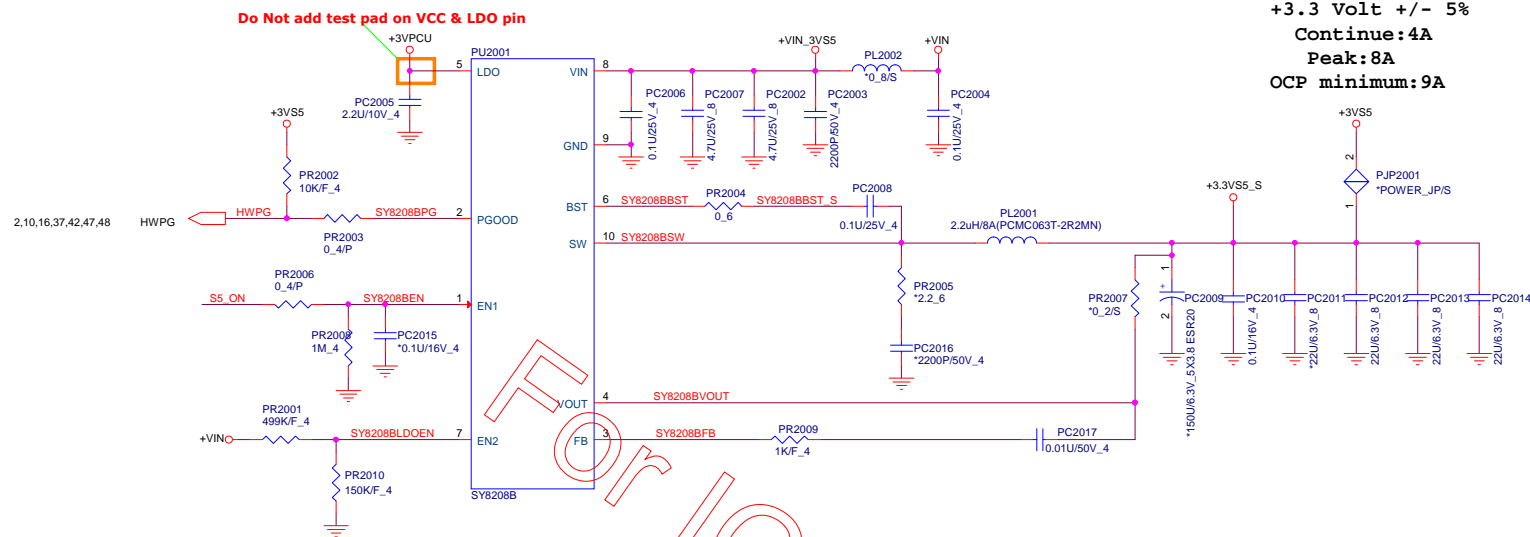 Do Not add test pad on VCC & LDO pin
+3.3 Volt +/- 5%
Continue:4A
Peak:8A
OCP minimum:9A
+3VPCU
PU2001
5
LDO
PC2005
2.2U/10V_4
+3VS5
PR2002
10K/F_4
2,10,16,37,42,47,48
HWPG
HWPG
SY8208BPG
2
PGOOD
PR2003
0_4/P
PR2006
0_4/P
S5_ON
SY8208BEN
1
EN1
PR2008
1M_4
PC2015
*0.1U/16V_4
PR2001
499K/F_4
+VIN
SY8208BLDOEN
7
EN2
PR2010
150K/F_4
SY8208B
VIN
8
+VIN_3VS5
+VIN
PL2002
*0_8/S
PC2006
0.1U/25V_4
PC2007
4.7U/25V_8
PC2002
4.7U/25V_8
PC2003
2200P/50V_4
PC2004
0.1U/25V_4
GND
9
BST
6
SY8208BBST
PR2004
0_6
SY8208BBST_S
PC2008
0.1U/25V_4
SW
10
SY8208BSW
PL2001
2.2uH/8A(PCMC063T-2R2MN)
PR2005
*2.2_6
PC2016
*2200P/50V_4
VOUT
4
SY8208BVOUT
FB
3
SY8208BFB
PR2009
1K/F_4
PC2017
0.01U/50V_4
PR2007
*0_2/S
+3VS5
2
PJP2001
*POWER_JP/S
1
+3.3VS5_S
1
+
2
PC2009
*150U/6.3V_5X3.8 ESR20
PC2010
0.1U/16V_4
PC2011
*22U/6.3V_8
PC2012
22U/6.3V_8
PC2013
22U/6.3V_8
PC2014
22U/6.3V_8
For